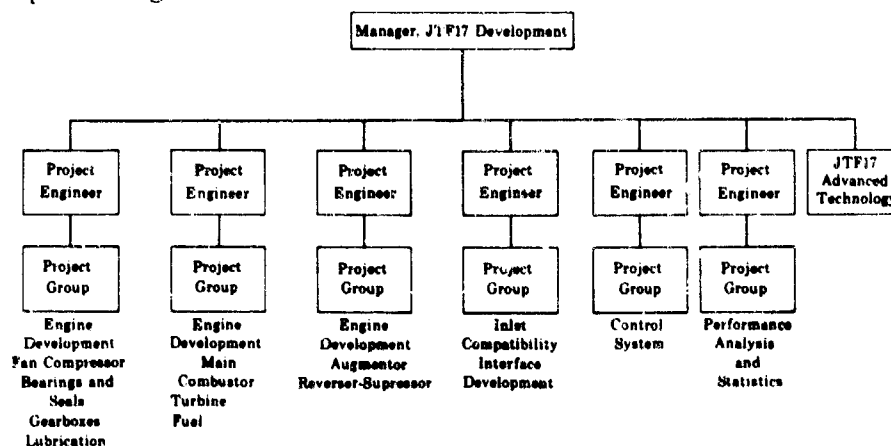 Manager, JTF17 Development
Project
Engineer
Project
Engineer
Project
Engineer
Project
Engineer
Project
Engineer
Project
Engineer
JTF17
Advanced
Technology
Project
Group
Project
Group
Project
Group
Project
Group
Project
Group
Project
Group
Engine
Development
Fan Compressor
Bearings and
Seals
Gearboxes
Lubrication
Engine
Development
Main
Combustor
Turbine
Fuel
Engine
Development
Augmentor
Reverser-Supressor
Inlet
Compatibility
Interface
Development
Control
System
Performance
Analysis
and
Statistics